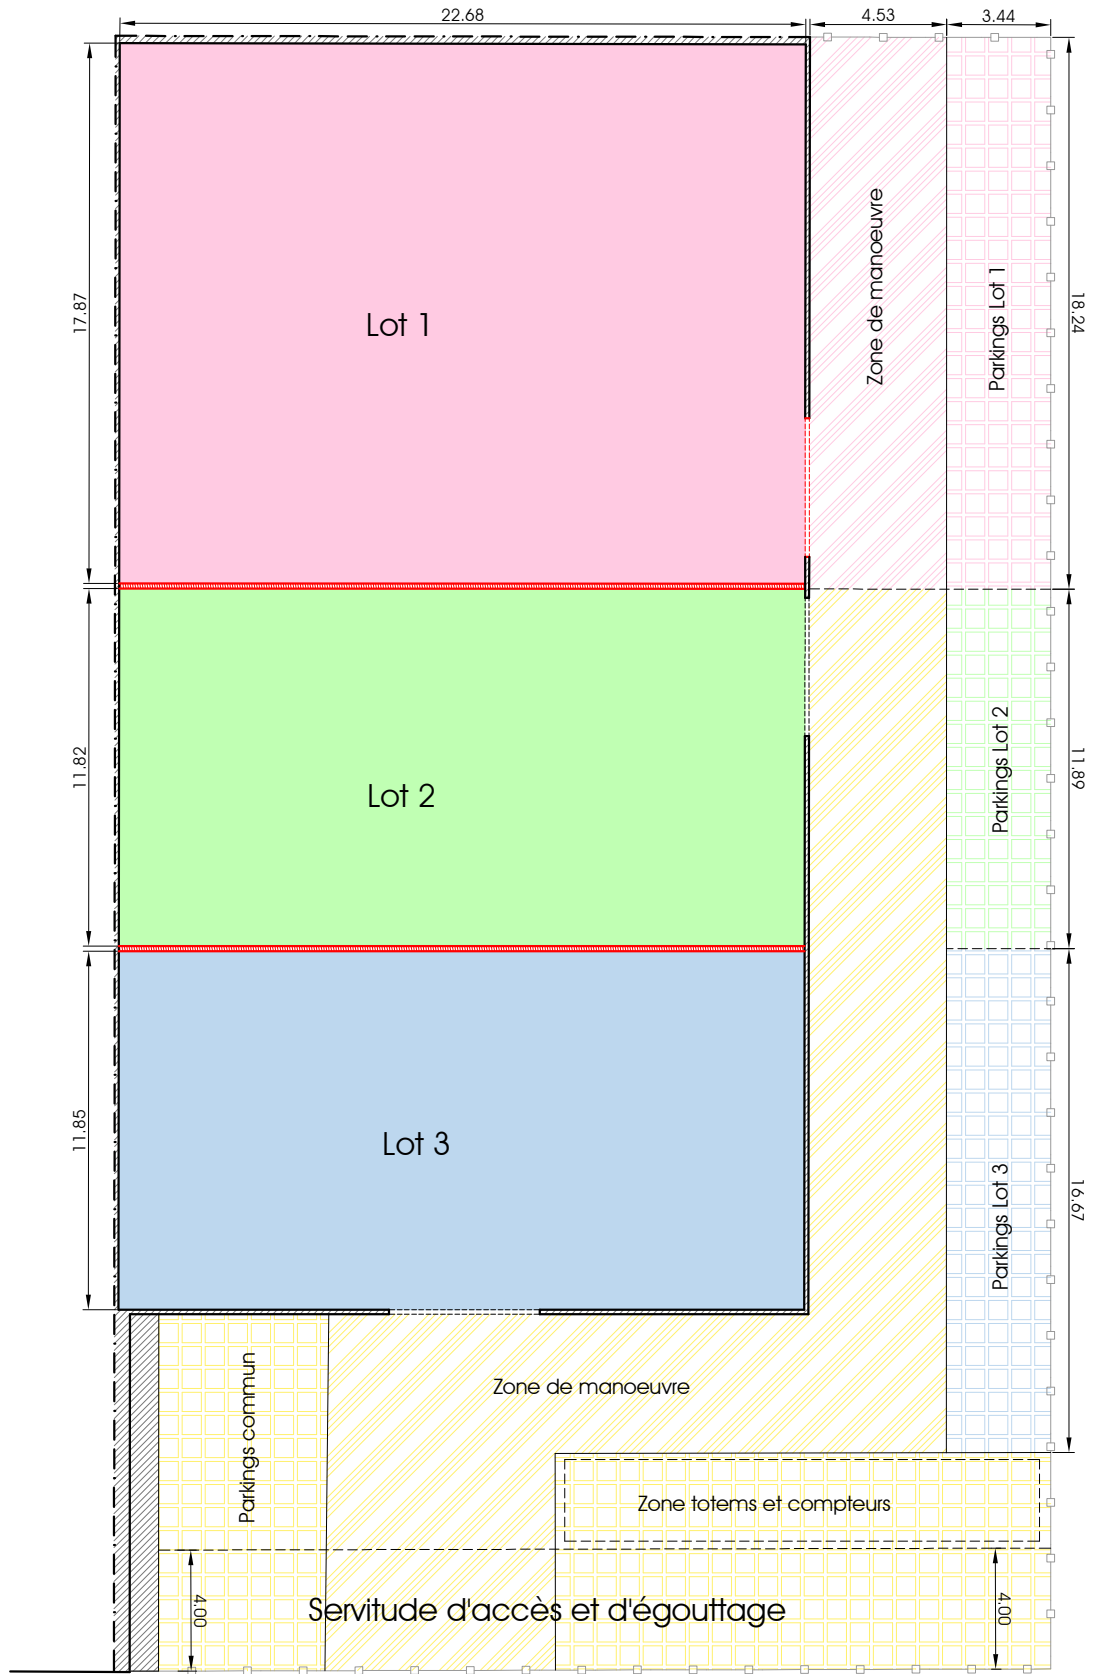 22.68
4.53
3.44
17.87
Lot 1
Zone de manoeuvre
Parkings Lot 1
18.24
11.82
Lot 2
Parkings Lot 2
11.89
11.85
Lot 3
Parkings Lot 3
16.67
Parkings commun
Zone de manoeuvre
Zone totems et compteurs
4.00
Servitude d'accès et d'égouttage
4.00